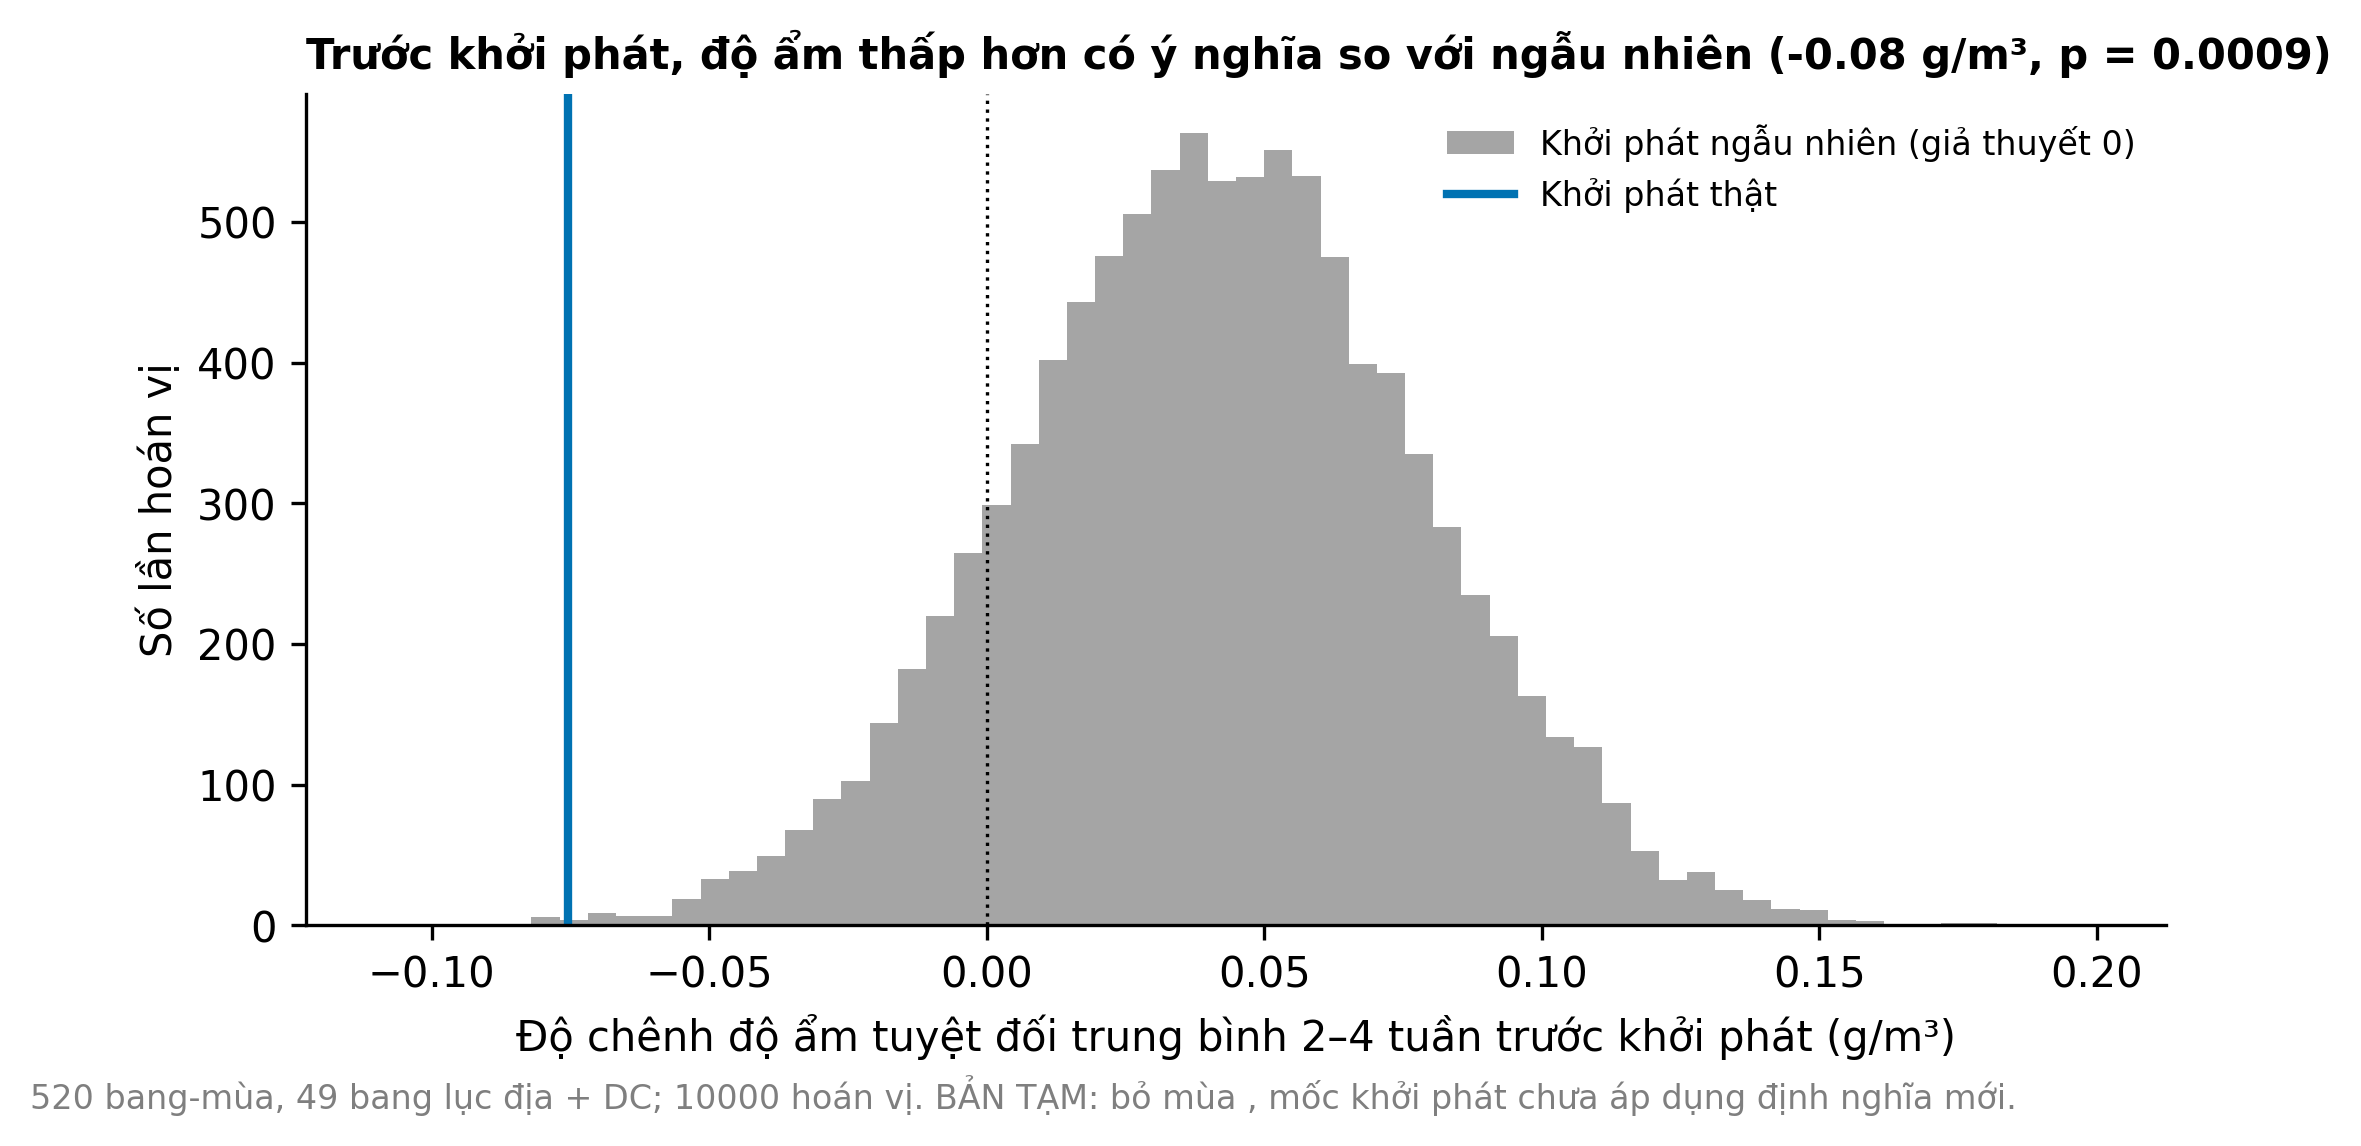 Trước khởi phát, độ ẩm thấp hơn có ý nghĩa so với ngẫu nhiên (-0.08 g/m³, p = 0.0009)
Khởi phát ngẫu nhiên (giả thuyết 0)
Khởi phát thật
Số lần hoán vị
500
400
300
200
100
0
−0.10
−0.05
0.00
0.05
0.10
0.15
0.20
Độ chênh độ ẩm tuyệt đối trung bình 2–4 tuần trước khởi phát (g/m³)
520 bang-mùa, 49 bang lục địa + DC; 10000 hoán vị. BẢN TẠM: bỏ mùa , mốc khởi phát chưa áp dụng định nghĩa mới.